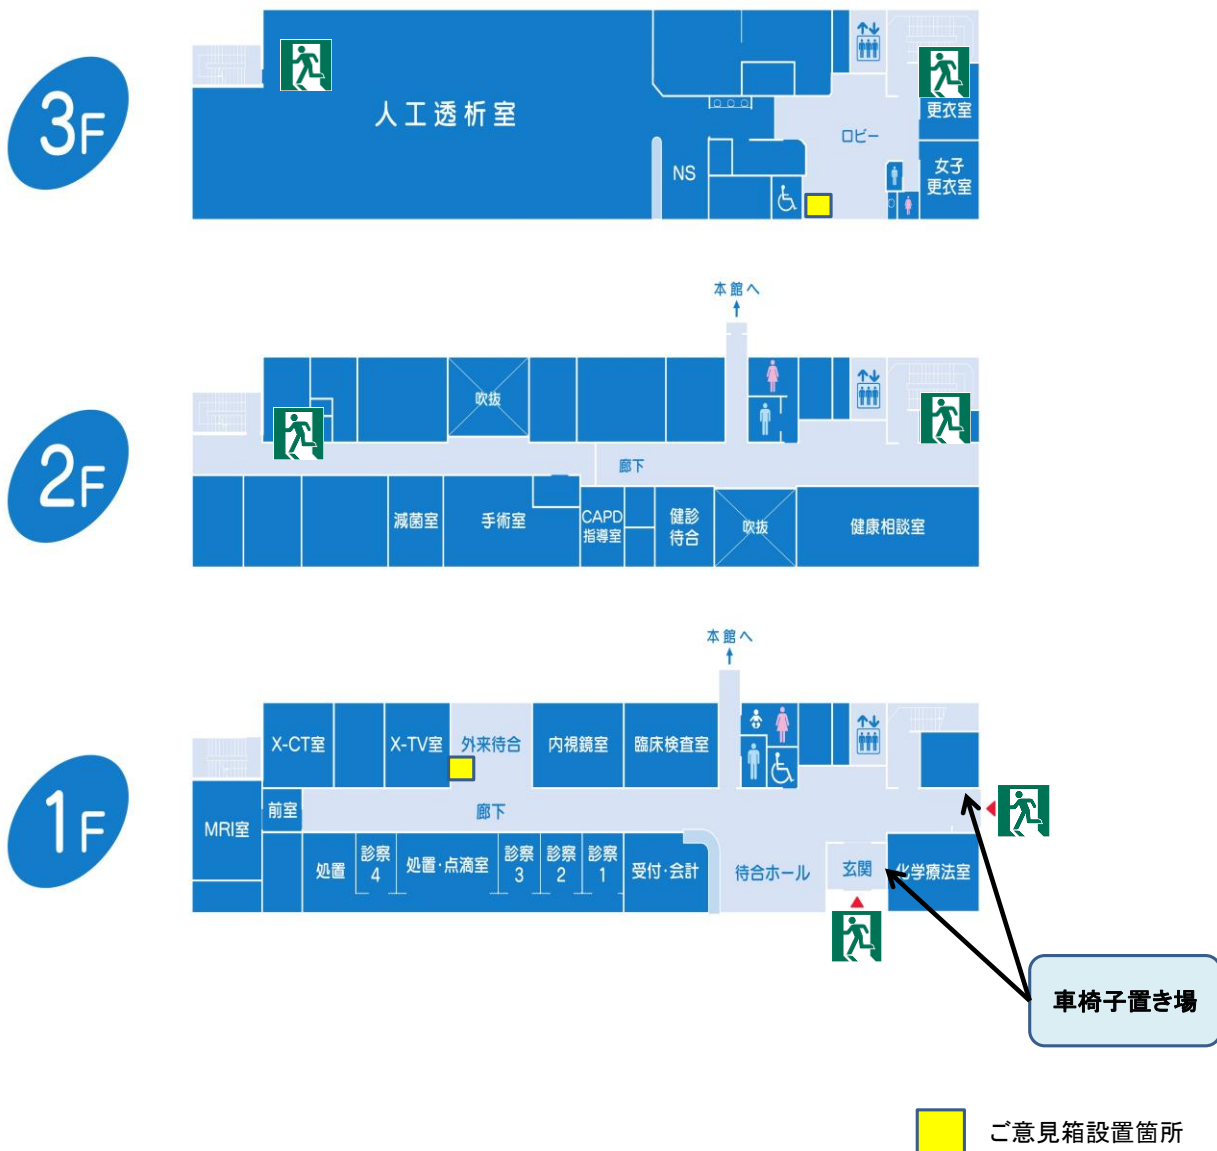 3F
人工透析室
ロビー
更衣室
NS
女子
更衣室
本館へ
2F
吹抜
廊下
減菌室
手術室
CAPD
指導室
健診
待合
吹抜
健康相談室
本館へ
1F
X-CT室
X-TV室
外来待合
内視鏡室
臨床検査室
MRI室
前室
廊下
処置
診察
4
処置・点滴室
診察
3
診察
2
診察
1
受付・会計
待合ホール
玄関
化学療法室
車椅子置き場
ご意見箱設置箇所